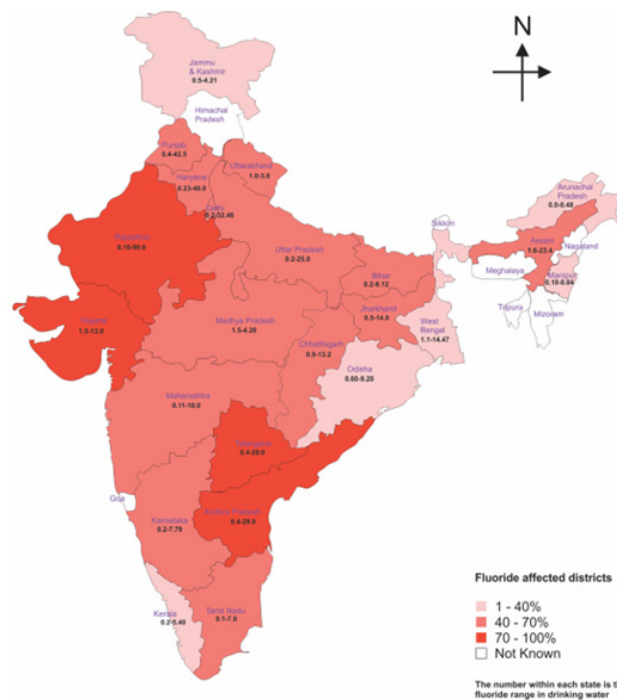 N
Jammu
& Kashmir
0.5-4.21
Himachal
Pradesh
Punjab
0.4-42.5
Uttarakhand
1.0-3.0
Haryana
0.23-48.0
Delhi
0.2-32.46
Rajasthan
0.10-90.0
Uttar Pradesh
0.2-25.0
Bihar
0.2-8.12
Sikkim
Arunachal
Pradesh
0.0-0.48
Assam
1.6-23.4
Nagaland
Meghalaya
Manipur
Tripura
Mizoram
Gujarat
1.5-13.0
Madhya Pradesh
1.5-4.20
Jharkhand
0.5-14.0
West
Bengal
1.1-14.47
Chhattisgarh
0.0-13.2
Odisha
0.60-9.20
Maharashtra
0.11-10.0
Telangana
0.4-29.0
Goa
Karnataka
0.2-7.79
Andhra Pradesh
0.4-29.0
Kerala
0.2-5.40
Tamil Nadu
0.1-7.0
Fluoride affected districts
1 - 40%
40 - 70%
70 - 100%
Not Known
The number within each state is t
fluoride range in drinking water